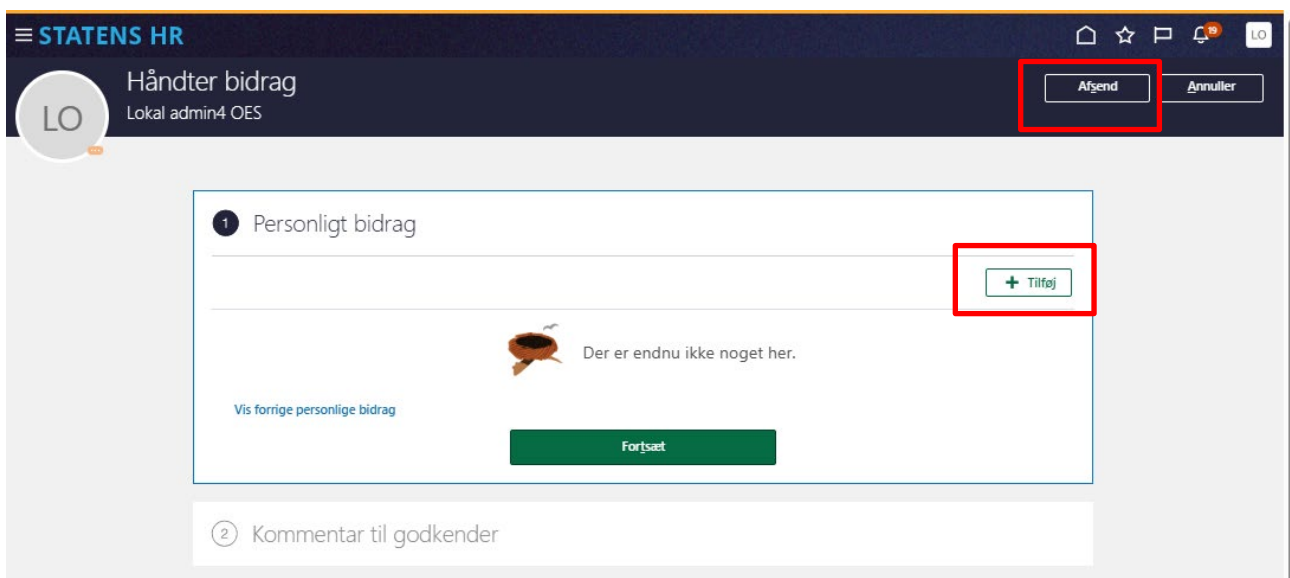 STATENS HR
19
LO
Håndter bidrag
Lokal admin4 OES
LO
Afsend
Annuller
1 Personligt bidrag
+ Tilføj
Der er endnu ikke noget her.
Vis forrige personlige bidrag
Fortsæt
2 Kommentar til godkender